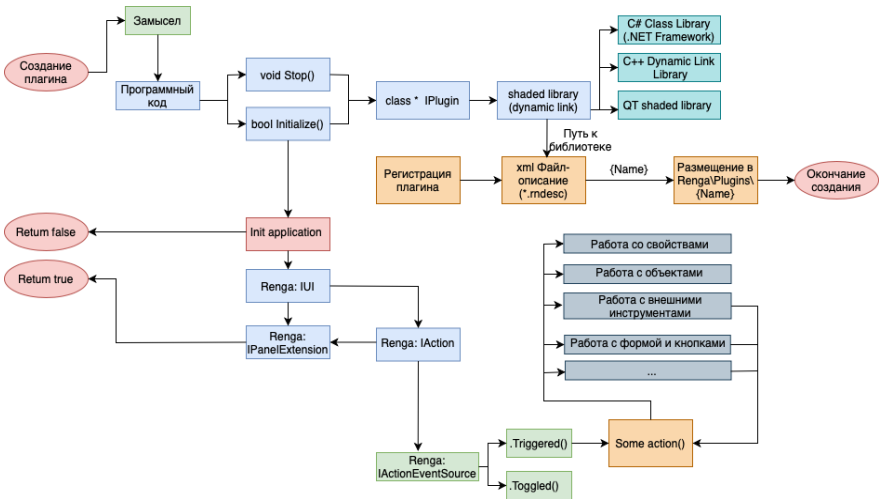 Замысел
Создание
плагина
Программный
код
void Stop()
bool Initialize()
class * IPlugin
shaded library
(dynamic link)
C# Class Library
(.NET Framework)
C++ Dynamic Link
Library
QT shaded library
Путь к
библиотеке
Регистрация
плагина
xml Файл-
описание
(*.rndesc)
{Name}
Размещение в
Renga\Plugins\
{Name}
Окончание
создания
Retum false
Init application
Retum true
Renga: IUI
Renga:
IPanelExtension
Renga: IAction
Работа со свойствами
Работа с объектами
Работа с внешними
инструментами
Работа с формой и кнопками
...
Renga:
IActionEventSource
.Triggered()
.Toggled()
Some action()